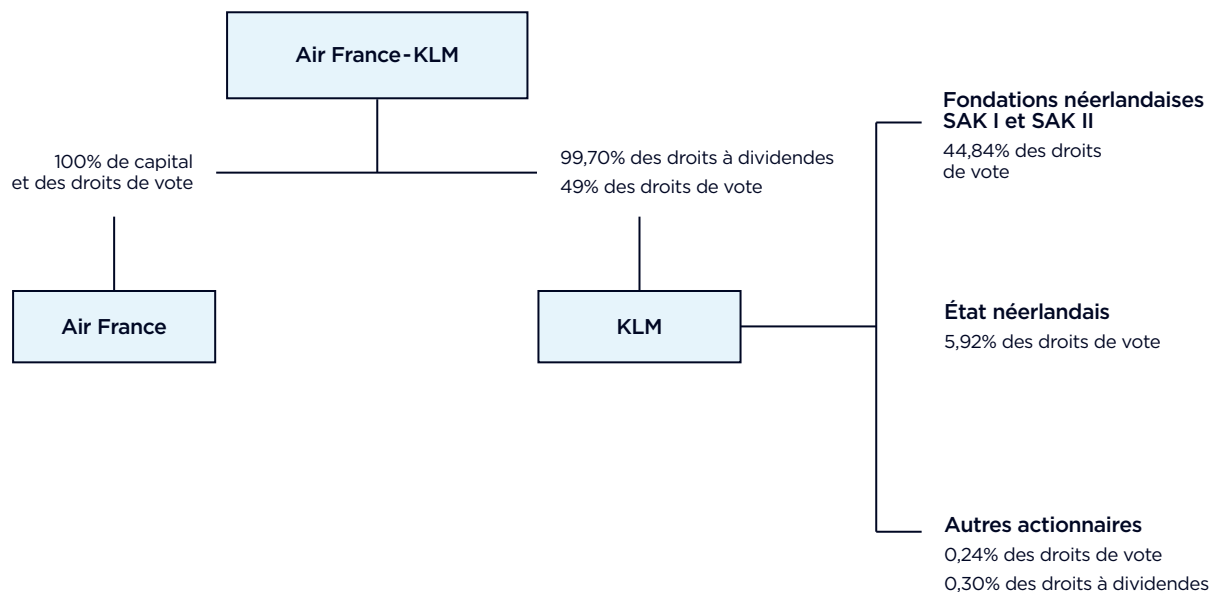 Air France-KLM
100% de capital
et des droits de vote
99,70% des droits à dividendes
49% des droits de vote
Air France
KLM
Fondations néerlandaises
SAK I et SAK II
44,84% des droits
de vote
État néerlandais
5,92% des droits de vote
Autres actionnaires
0,24% des droits de vote
0,30% des droits à dividendes